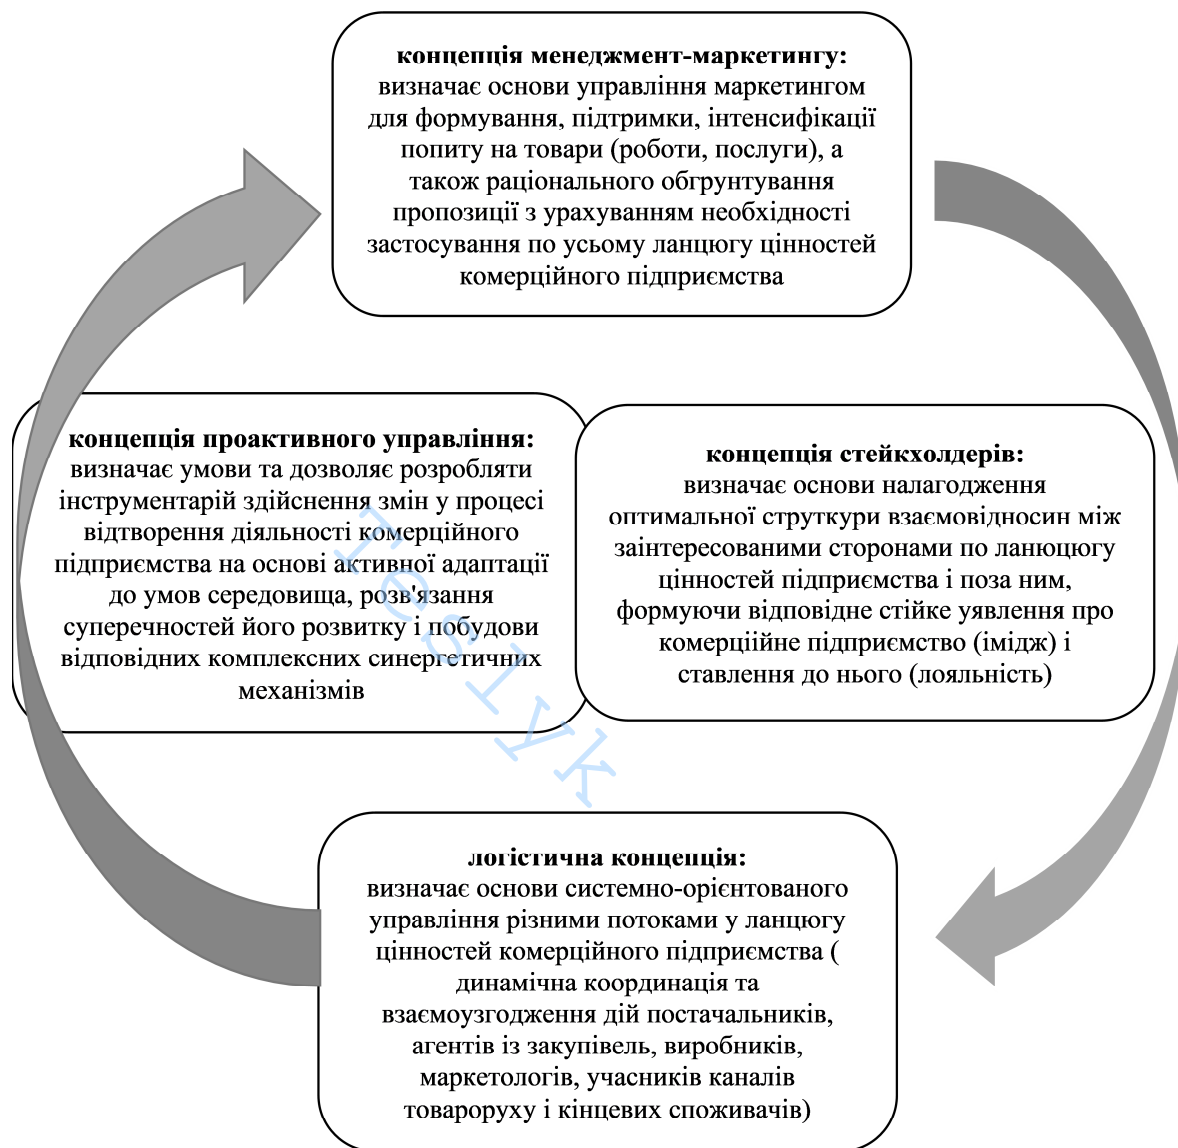 концепція менеджмент-маркетингу:
визначає основи управління маркетингом
для формування, підтримки, інтенсифікації
попиту на товари (роботи, послуги), а
також раціонального обгрунтування
пропозиції з урахуванням необхідності
застосування по усьому ланцюгу цінностей
комерційного підприємства
концепція проактивного управління:
визначає умови та дозволяє розробляти
інструментарій здійснення змін у процесі
відтворення діяльності комерційного
підприємства на основі активної адаптації
до умов середовища, розв'язання
суперечностей його розвитку і побудови
відповідних комплексних синергетичних
механізмів
концепція стейкхолдерів:
визначає основи налагодження
оптимальної струткури взаємовідносин між
заінтересованими сторонами по ланюцюгу
цінностей підприємства і поза ним,
формуючи відповідне стійке уявлення про
комерціійне підприємство (імідж) і
ставлення до нього (лояльність)
логістична концепція:
визначає основи системно-орієнтованого
управління різними потоками у ланцюгу
цінностей комерційного підприємства (
динамічна координація та
взаємоузгодження дій постачальників,
агентів із закупівель, виробників,
маркетологів, учасників каналів
товароруху і кінцевих споживачів)
Teslyk